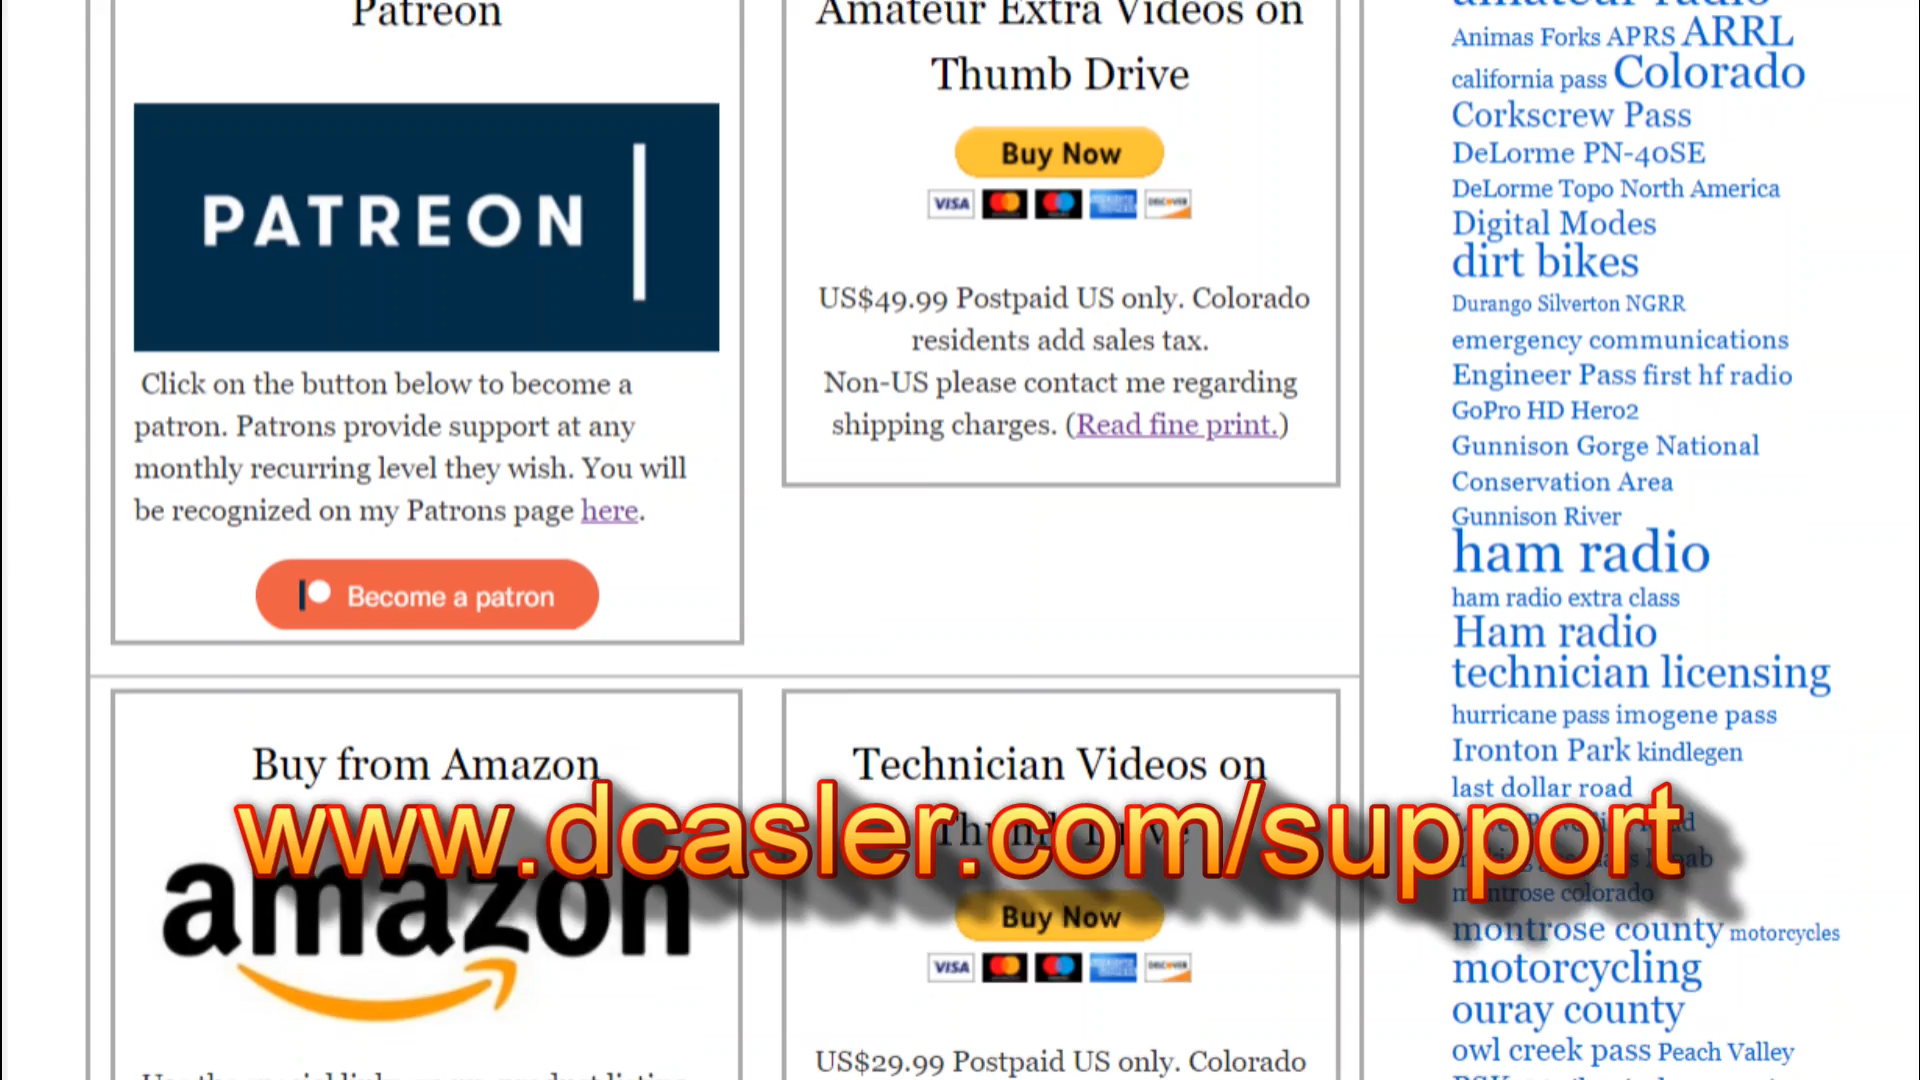 Patreon
PATREON
Click on the button below to become a
patron. Patrons provide support at any
monthly recurring level they wish. You will
be recognized on my Patrons page here.
Become a patron
Amateur Extra Videos on
Thumb Drive
Buy Now
VISA
DISCOVER
US$49.99 Postpaid US only. Colorado
residents add sales tax.
Non-US please contact me regarding
shipping charges. (Read fine print.)
Buy from Amazon
amazon
Technician Videos on
Thumb Drive
Buy Now
VISA
DISCOVER
US$29.99 Postpaid US only. Colorado
www.dcasler.com/support
amateur radio
Animas Forks APRS ARRL
california pass Colorado
Corkscrew Pass
DeLorme PN-40SE
DeLorme Topo North America
Digital Modes
dirt bikes
Durango Silverton NGRR
emergency communications
Engineer Pass first hf radio
GoPro HD Hero2
Gunnison Gorge National
Conservation Area
Gunnison River
ham radio
ham radio extra class
Ham radio
technician licensing
hurricane pass imogene pass
Ironton Park kindlegen
last dollar road
montrose colorado
montrose county motorcycles
motorcycling
ouray county
owl creek pass Peach Valley